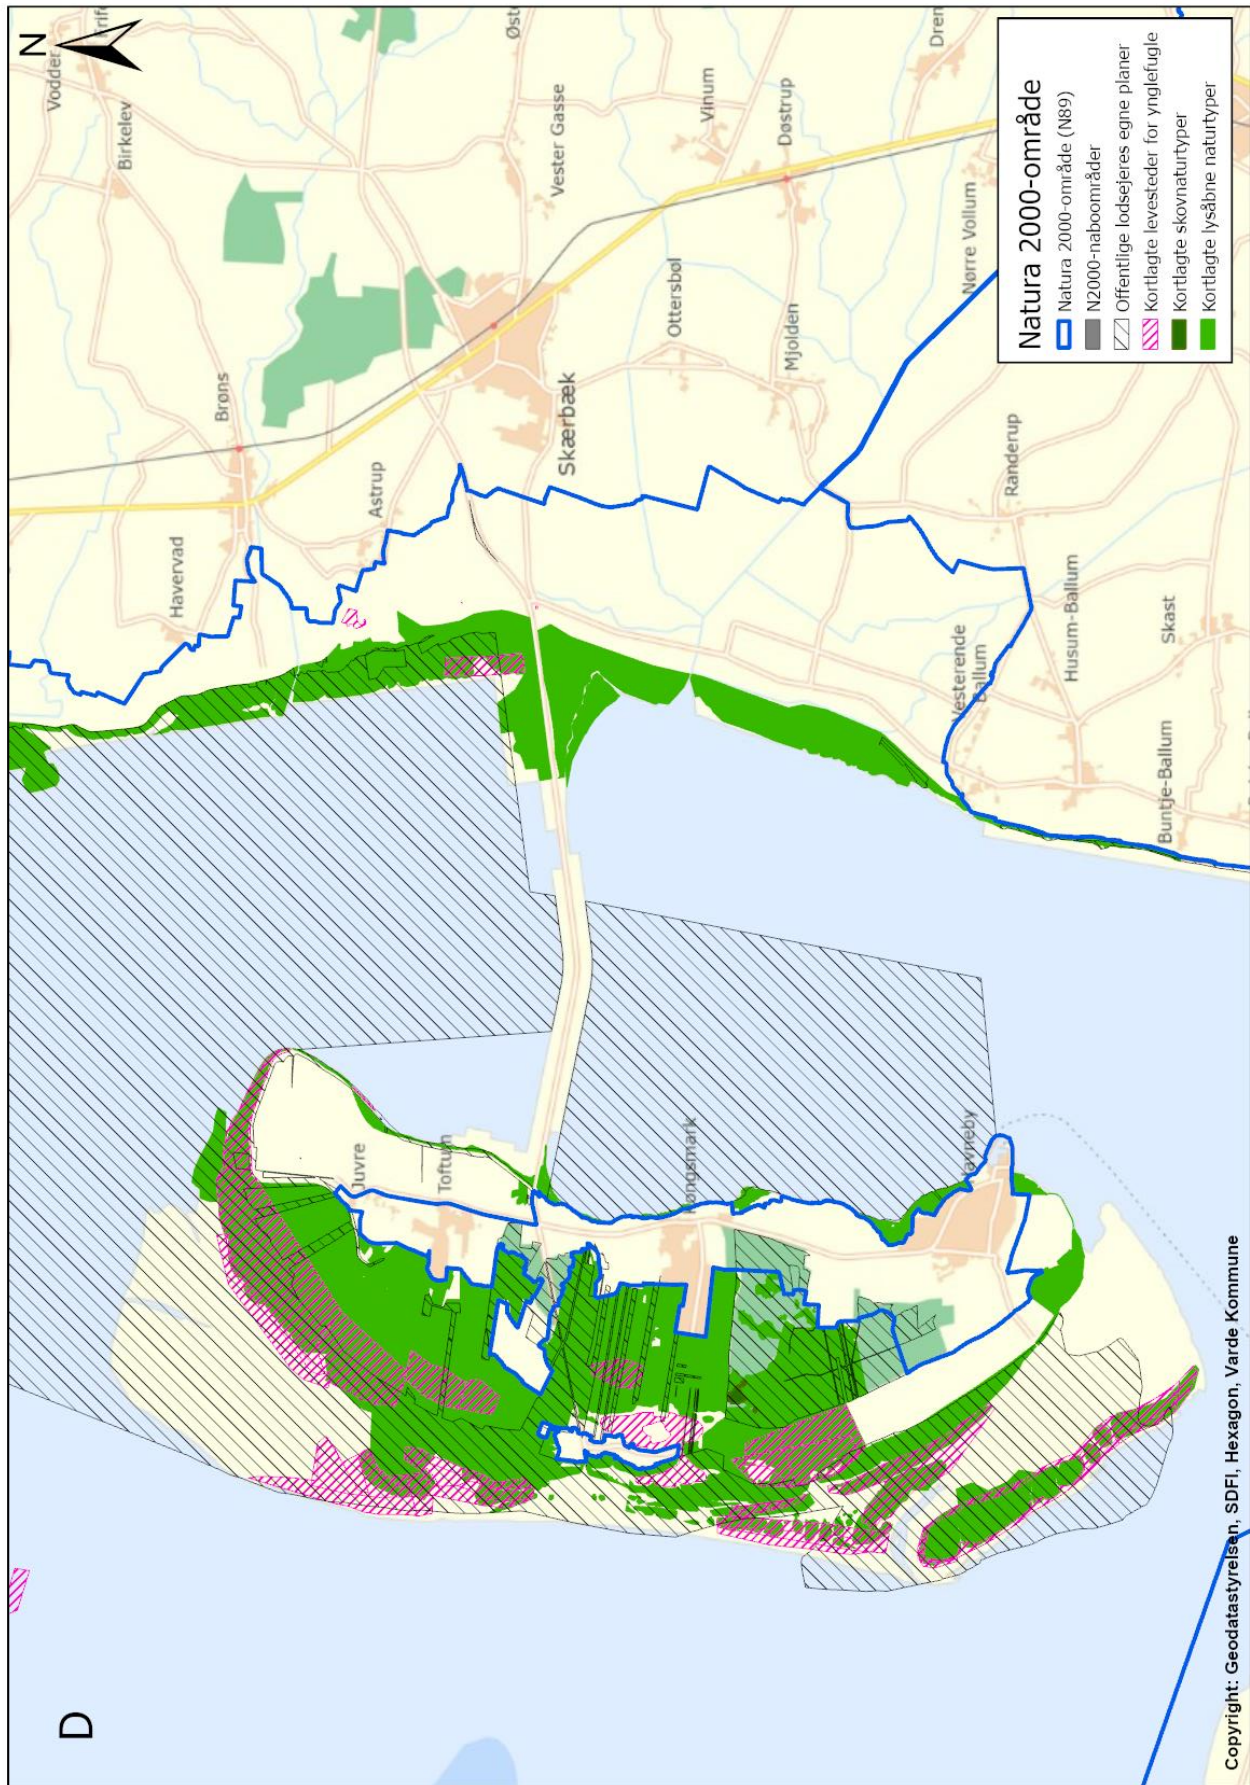 D
N
Vodder
Birkelev
Brøns
Havervad
Astrup
Skærbæk
Vester Gasse
Vinum
Døstrup
Ottersbøl
Mjolden
Nørre Vollum
Randerup
Husum-Ballum
Vesterende
Ballum
Skast
Buntje-Ballum
Juvre
Toftum
Kongsmark
Havneby
Natura 2000-område
Natura 2000-område (N89)
N2000-naboområder
Offentlige lodsejeres egne planer
Kortlagte levesteder for ynglefugle
Kortlagte skovnaturtyper
Kortlagte lysåbne naturtyper
Copyright: Geodatastyrelsen, SDFI, Hexagon, Varde Kommune